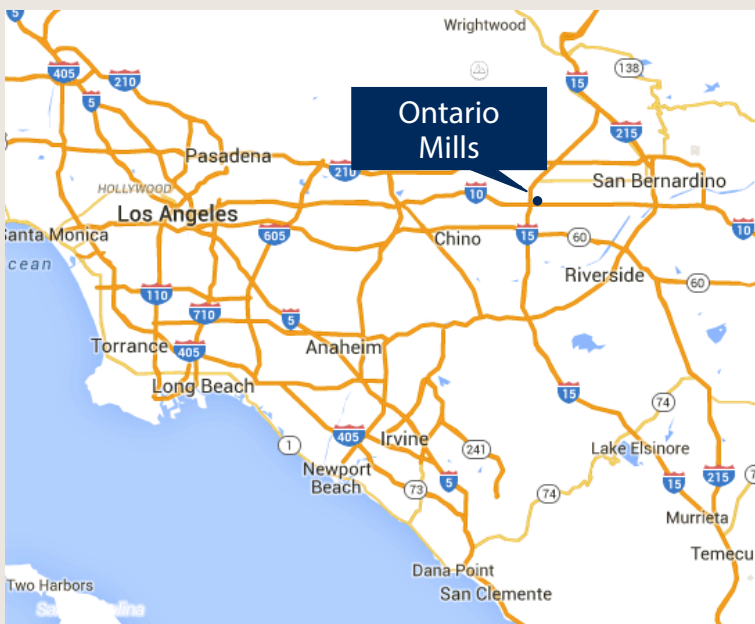 Wrightwood
5
405
210
138
15
5
215
Ontario
Mills
Pasadena
210
HOLLYWOOD
10
San Bernardino
Los Angeles
Santa Monica
605
Chino
15
60
10
cean
Riverside
60
110
710
5
Torrance
405
Anaheim
Long Beach
15
74
1
405
Irvine
241
Lake Elsinore
Newport
Beach
73
5
74
15
215
7
Murrieta
Temecu
Dana Point
San Clemente
Two Harbors